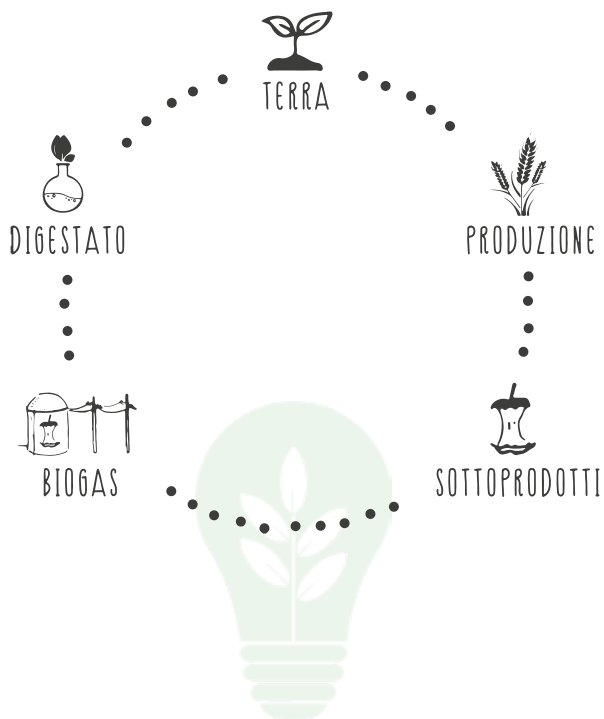 TERRA
DIGESTATO
PRODUZIONE
BIOGAS
SOTTOPRODOTTI